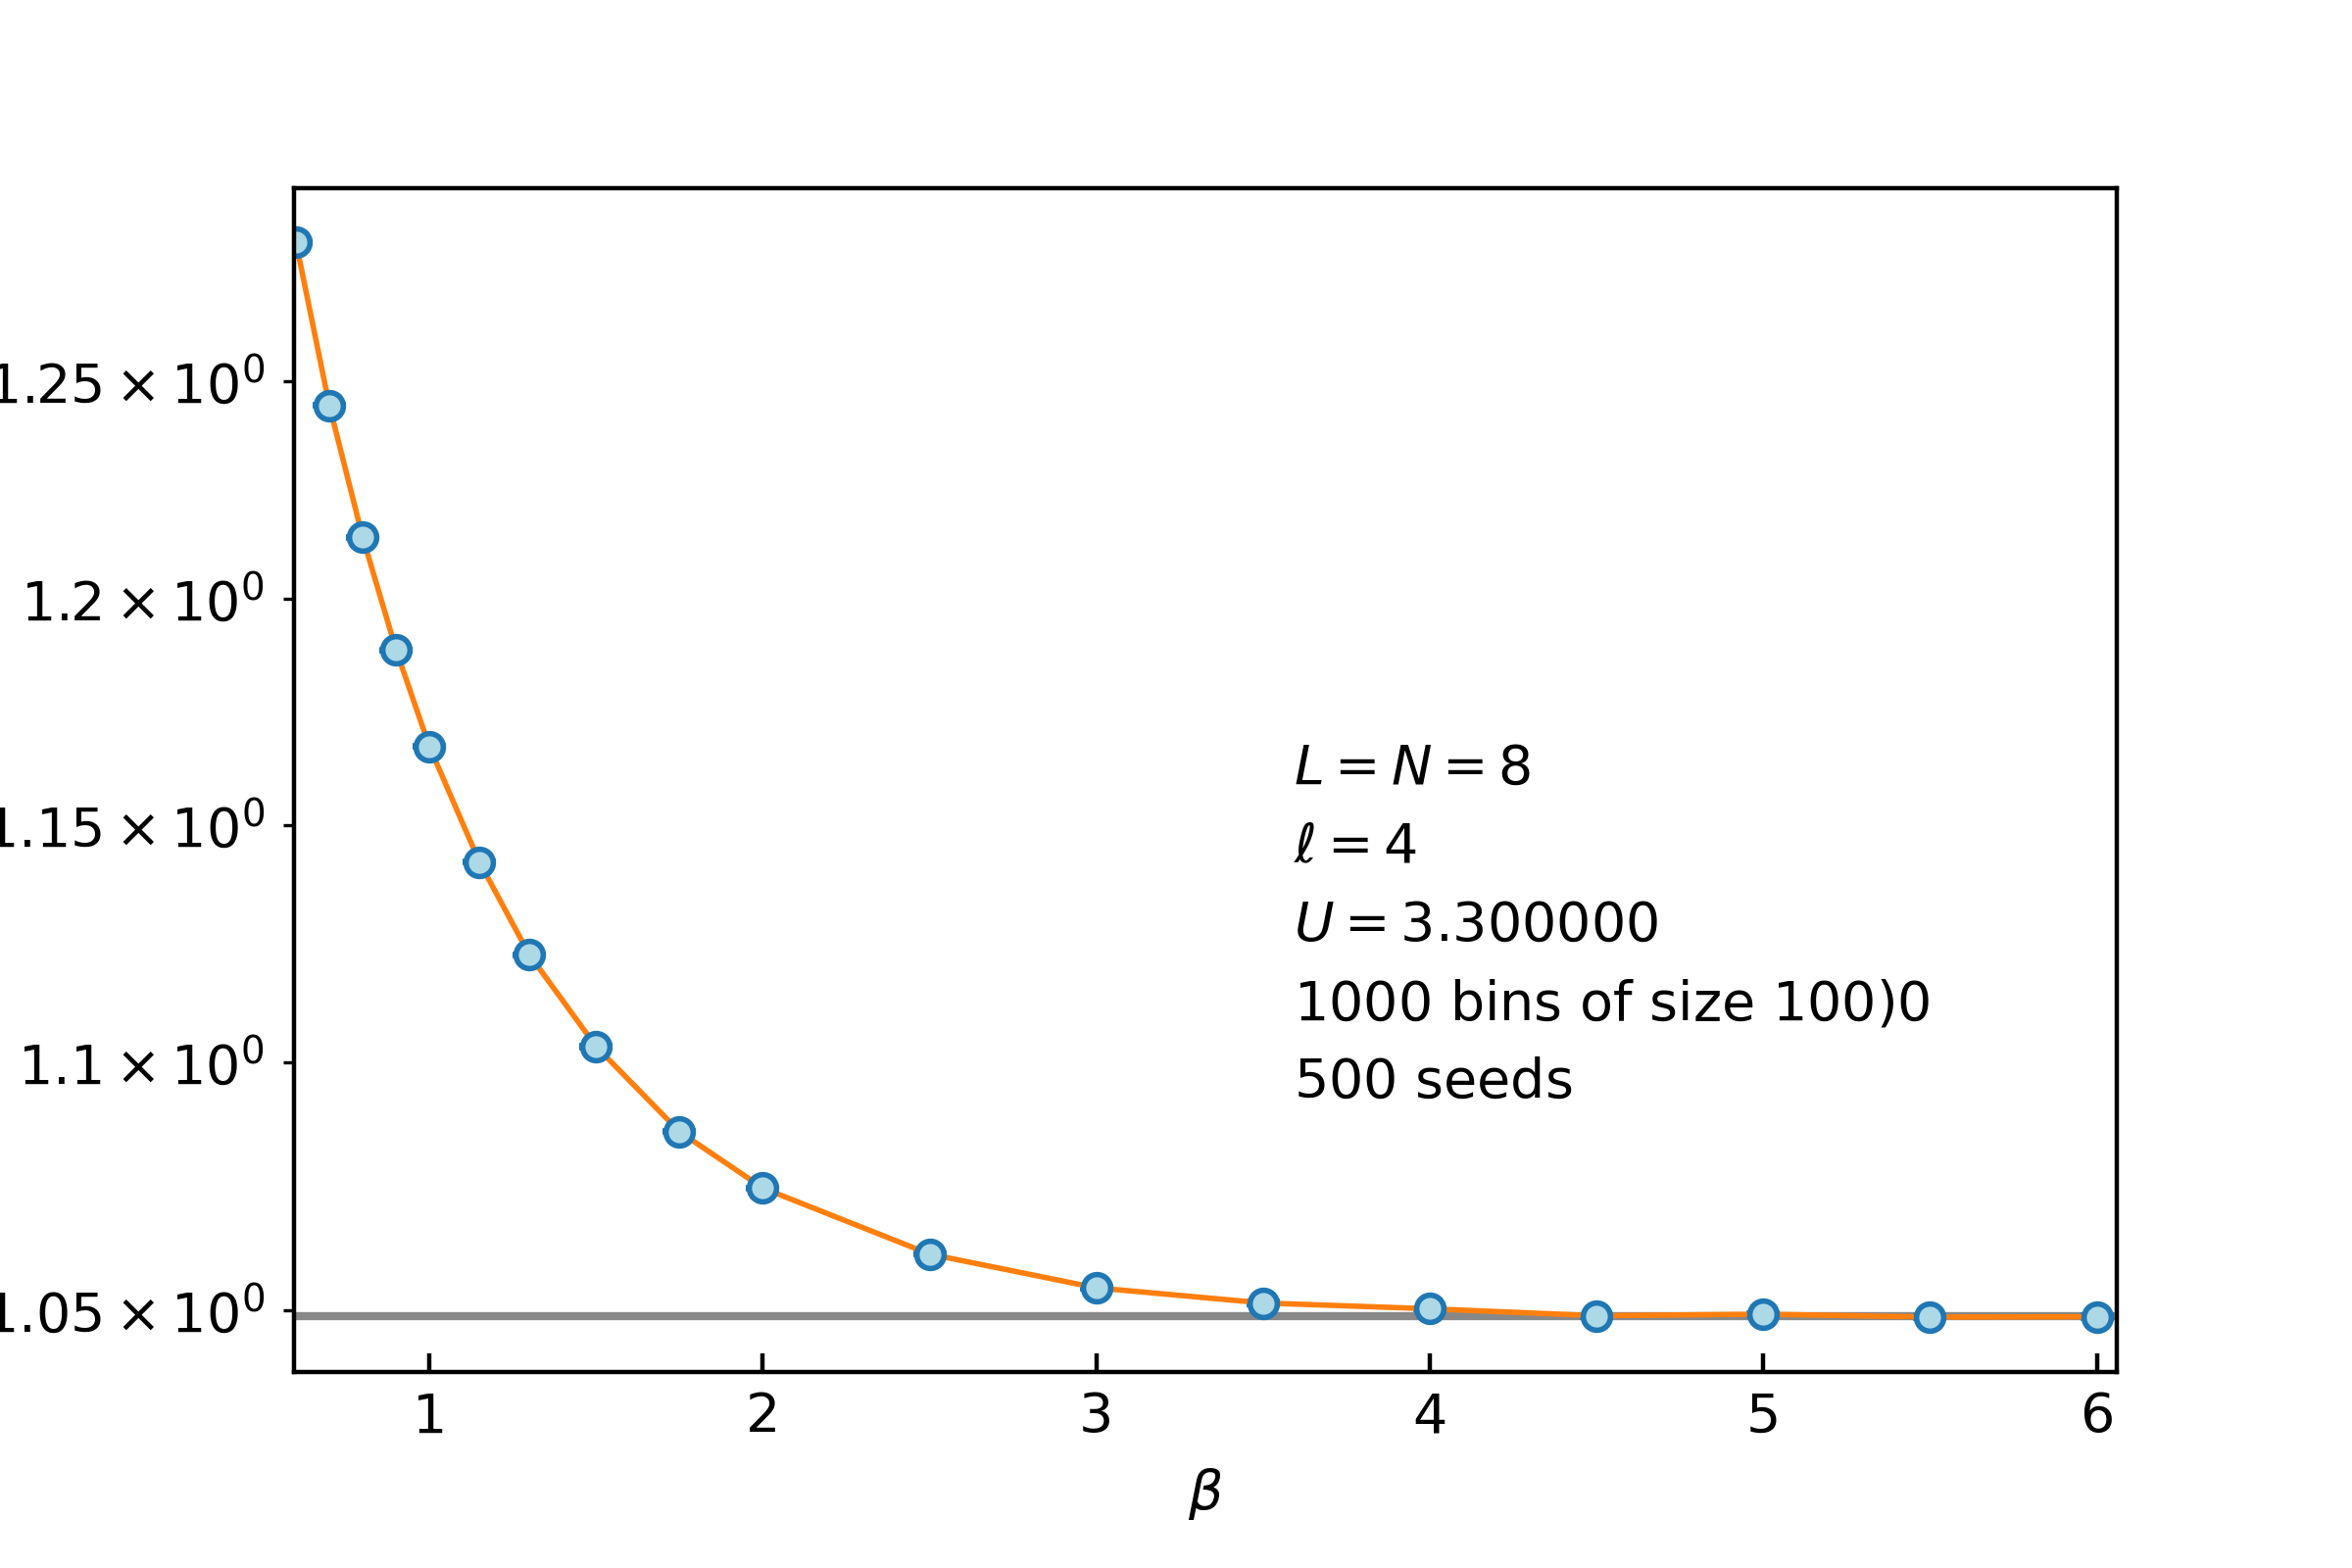 1.25 × 10⁰
1.2 × 10⁰
1.15 × 10⁰
1.1 × 10⁰
1.05 × 10⁰
L = N = 8
ℓ = 4
U = 3.300000
1000 bins of size 100)0
500 seeds
1 2 3 4 5 6
β